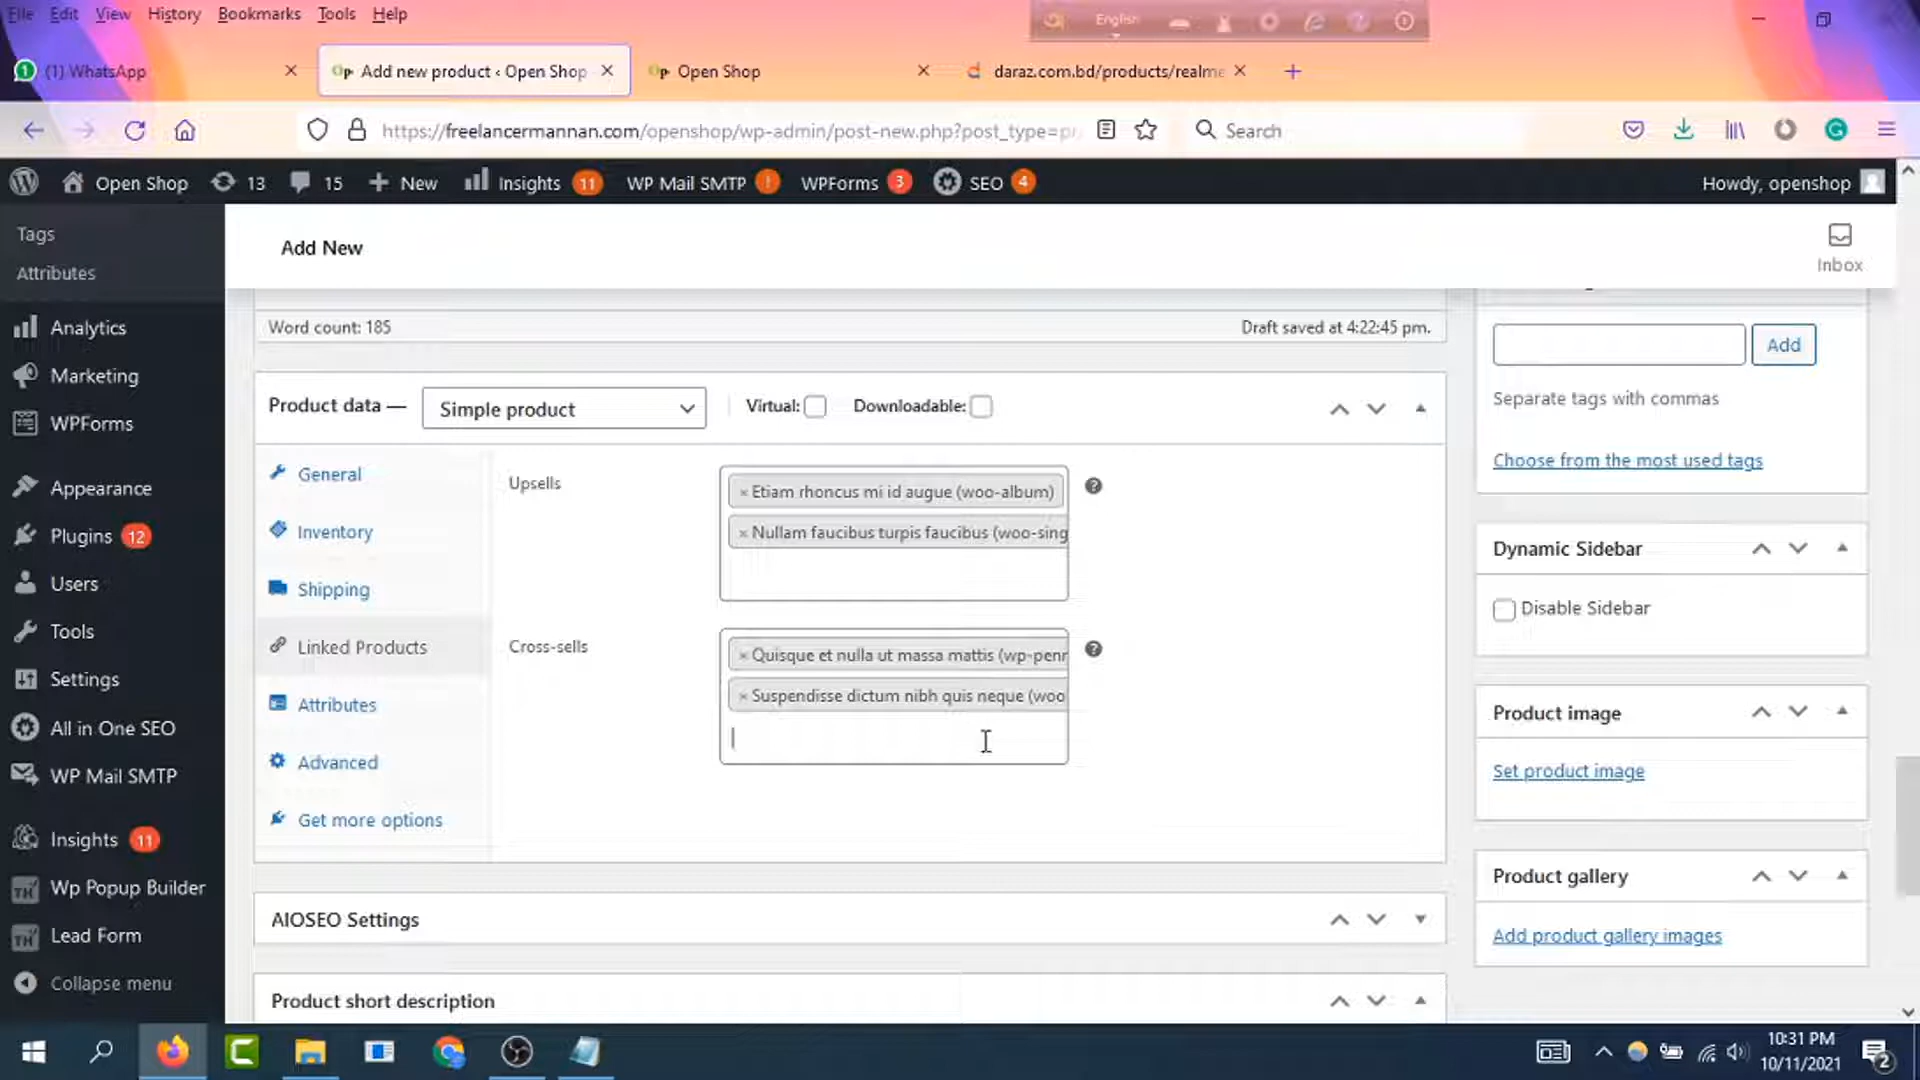 File Edit View History Bookmarks Tools Help
English
(1) WhatsApp
Add new product ‹ Open Shop
Open Shop
daraz.com.bd/products/realme
https://freelancermannan.com/openshop/wp-admin/post-new.php?post_type=pr
Search
Open Shop 13 15 New Insights 11 WP Mail SMTP ! WPForms 3 SEO 4 Howdy, openshop
Tags
Attributes
Analytics
Marketing
WPForms
Appearance
Plugins 12
Users
Tools
Settings
All in One SEO
WP Mail SMTP
Insights 11
Wp Popup Builder
Lead Form
Collapse menu
Add New
Inbox
Word count: 185
Draft saved at 4:22:45 pm.
Product data — Simple product Virtual: Downloadable:
General
Inventory
Shipping
Linked Products
Attributes
Advanced
Get more options
Upsells
× Etiam rhoncus mi id augue (woo-album)
× Nullam faucibus turpis faucibus (woo-sing
Cross-sells
× Quisque et nulla ut massa mattis (wp-penn
× Suspendisse dictum nibh quis neque (woo
AIOSEO Settings
Product short description
Add
Separate tags with commas
Choose from the most used tags
Dynamic Sidebar
Disable Sidebar
Product image
Set product image
Product gallery
Add product gallery images
10:31 PM
10/11/2021
2